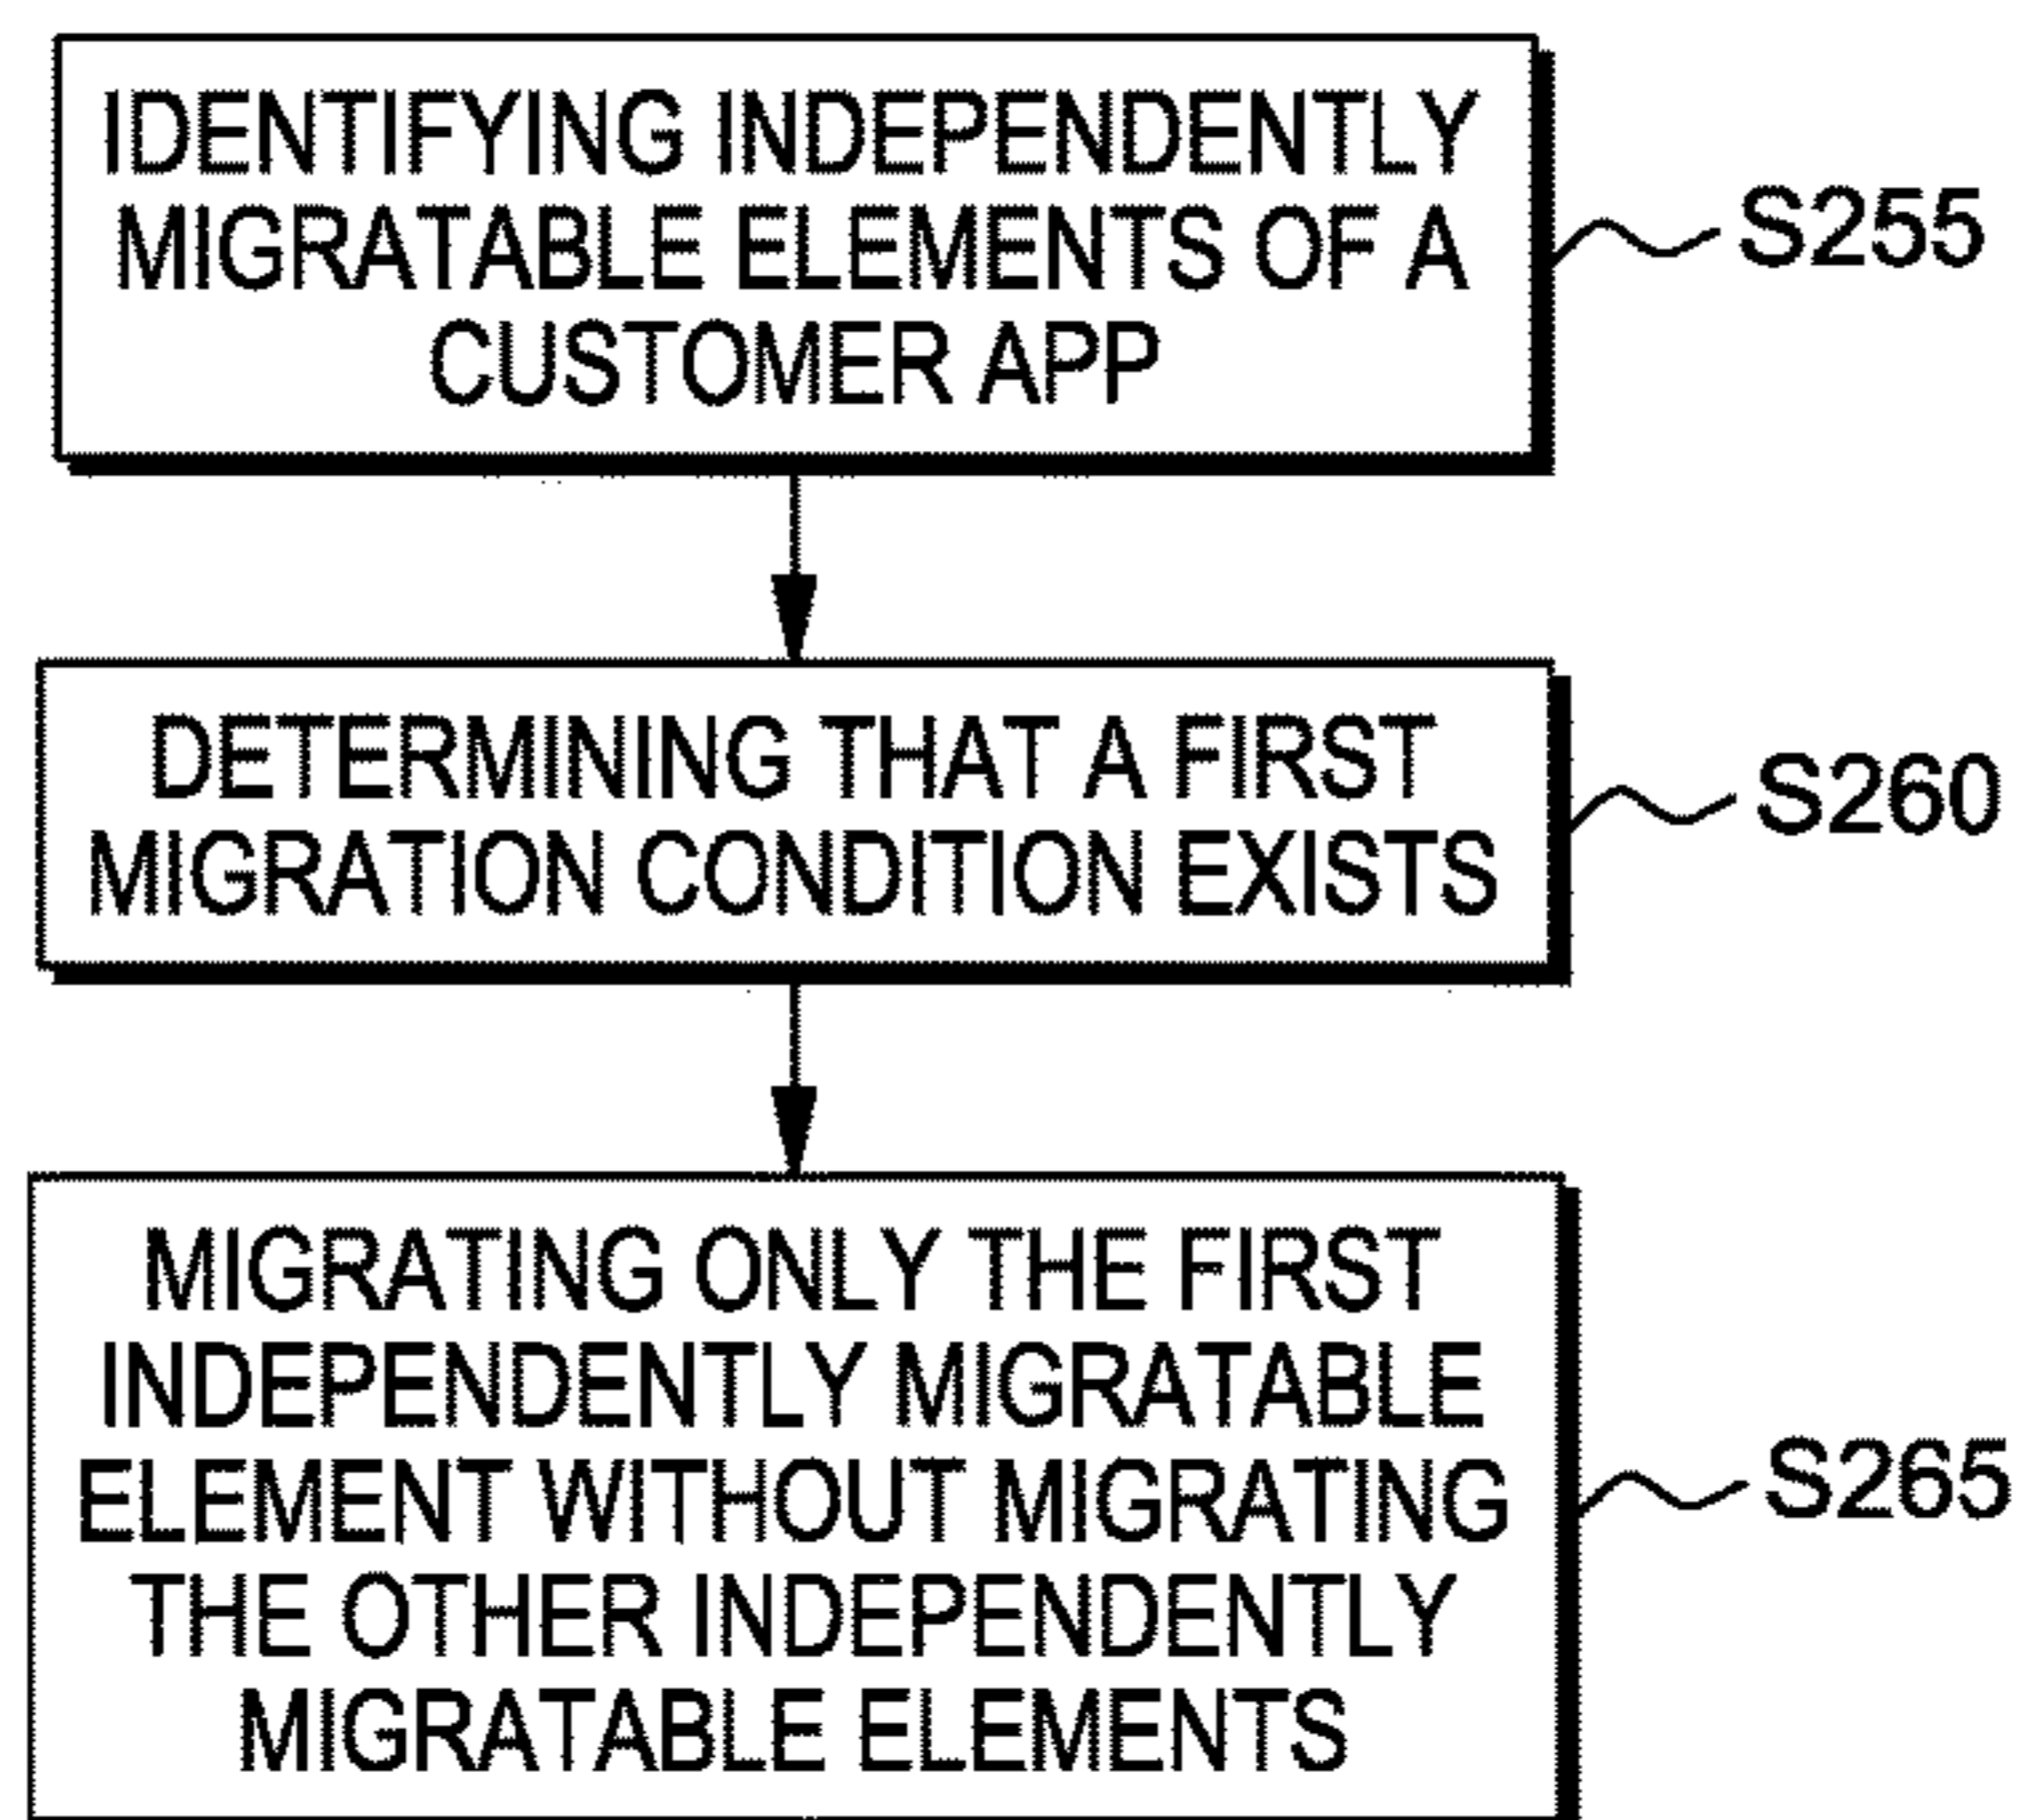 IDENTIFYING INDEPENDENTLY
MIGRATABLE ELEMENTS OF A
CUSTOMER APP
S255
DETERMINING THAT A FIRST
MIGRATION CONDITION EXISTS
S260
MIGRATING ONLY THE FIRST
INDEPENDENTLY MIGRATABLE
ELEMENT WITHOUT MIGRATING
THE OTHER INDEPENDENTLY
MIGRATABLE ELEMENTS
S265